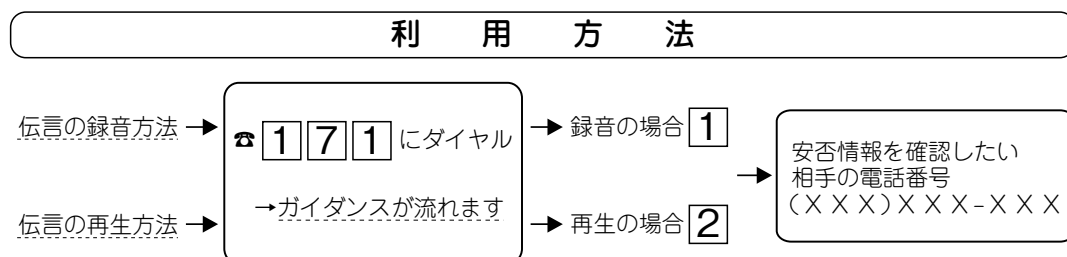 利用方法
伝言の録音方法→
☎171にダイヤル
→ガイダンスが流れます
伝言の再生方法→
→録音の場合1
→再生の場合2
→
安否情報を確認したい
相手の電話番号
(XXX)XXX-XXX